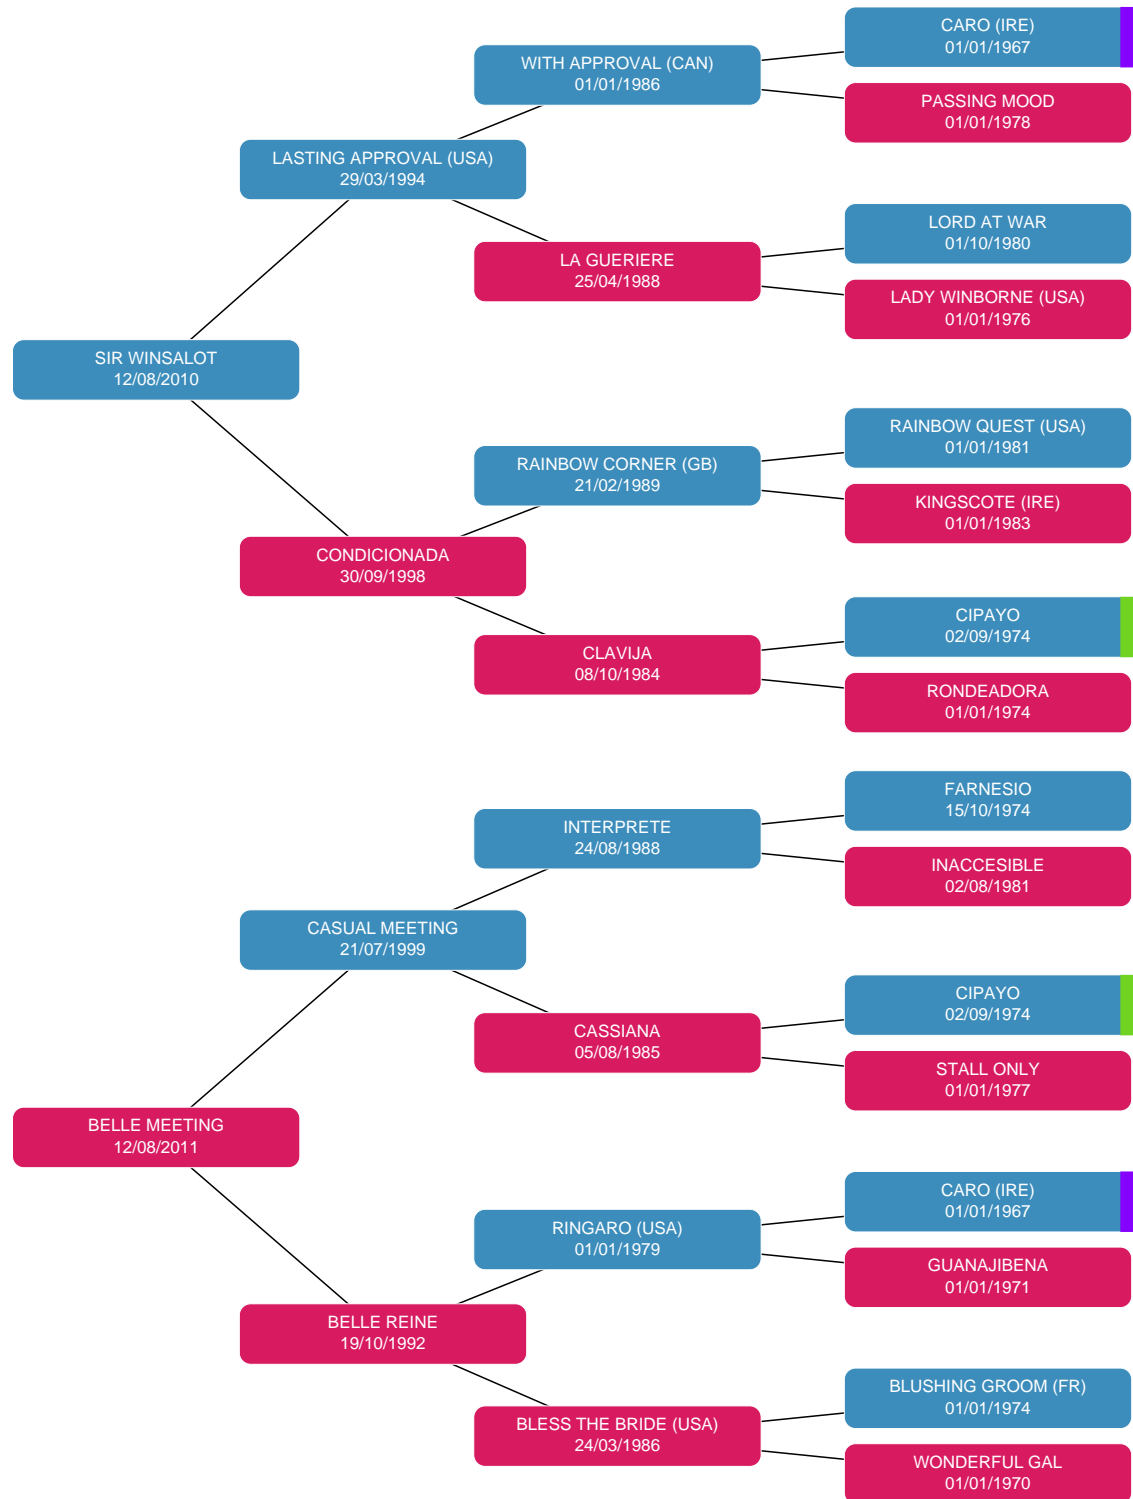 CARO (IRE)
01/01/1967
WITH APPROVAL (CAN)
01/01/1986
PASSING MOOD
01/01/1978
LASTING APPROVAL (USA)
29/03/1994
LORD AT WAR
01/10/1980
LA GUERIERE
25/04/1988
LADY WINBORNE (USA)
01/01/1976
SIR WINSALOT
12/08/2010
RAINBOW QUEST (USA)
01/01/1981
RAINBOW CORNER (GB)
21/02/1989
KINGSCOTE (IRE)
01/01/1983
CONDICIONADA
30/09/1998
CIPAYO
02/09/1974
CLAVIJA
08/10/1984
RONDEADORA
01/01/1974
FARNESIO
15/10/1974
INTERPRETE
24/08/1988
INACCESIBLE
02/08/1981
CASUAL MEETING
21/07/1999
CIPAYO
02/09/1974
CASSIANA
05/08/1985
STALL ONLY
01/01/1977
BELLE MEETING
12/08/2011
CARO (IRE)
01/01/1967
RINGARO (USA)
01/01/1979
GUANAJIBENA
01/01/1971
BELLE REINE
19/10/1992
BLUSHING GROOM (FR)
01/01/1974
BLESS THE BRIDE (USA)
24/03/1986
WONDERFUL GAL
01/01/1970